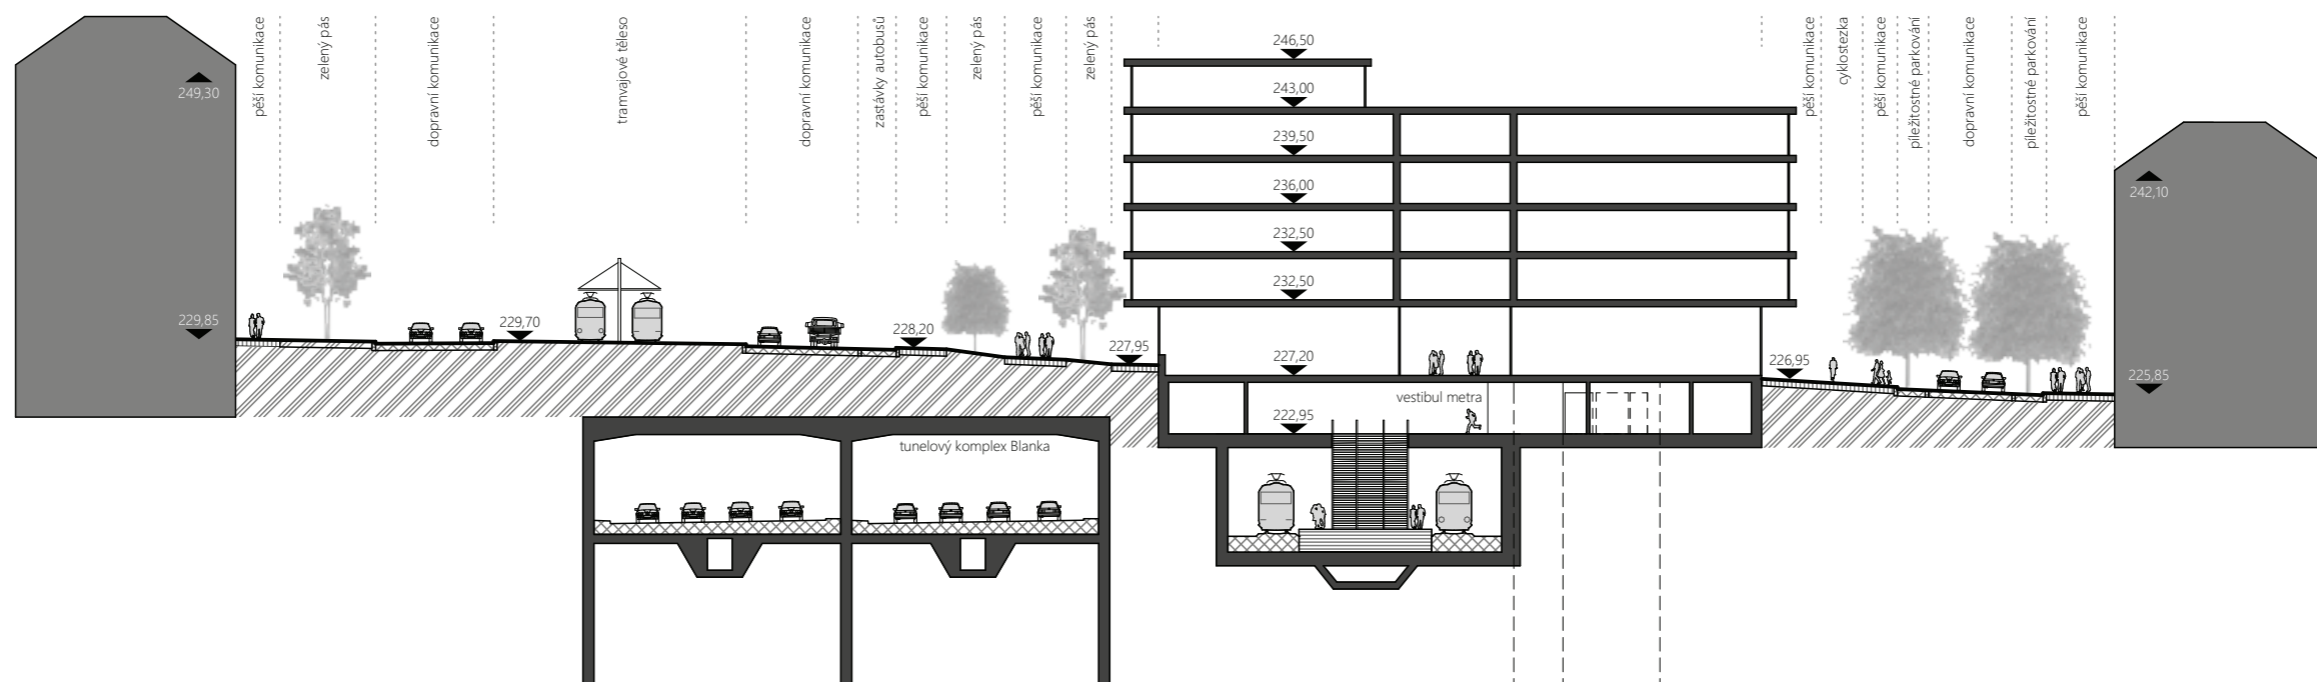 pěší komunikace
zelený pás
dopravní komunikace
tramvajové těleso
dopravní komunikace
zastávky autobusů
pěší komunikace
zelený pás
pěší komunikace
zelený pás
pěší komunikace
cyklostezka
pěší komunikace
píležitostné parkování
dopravní komunikace
píležitostné parkování
pěší komunikace
249,30
229,85
229,70
228,20
227,95
246,50
243,00
239,50
236,00
232,50
232,50
227,20
vestibul metra
222,95
tunelový komplex Blanka
226,95
242,10
225,85